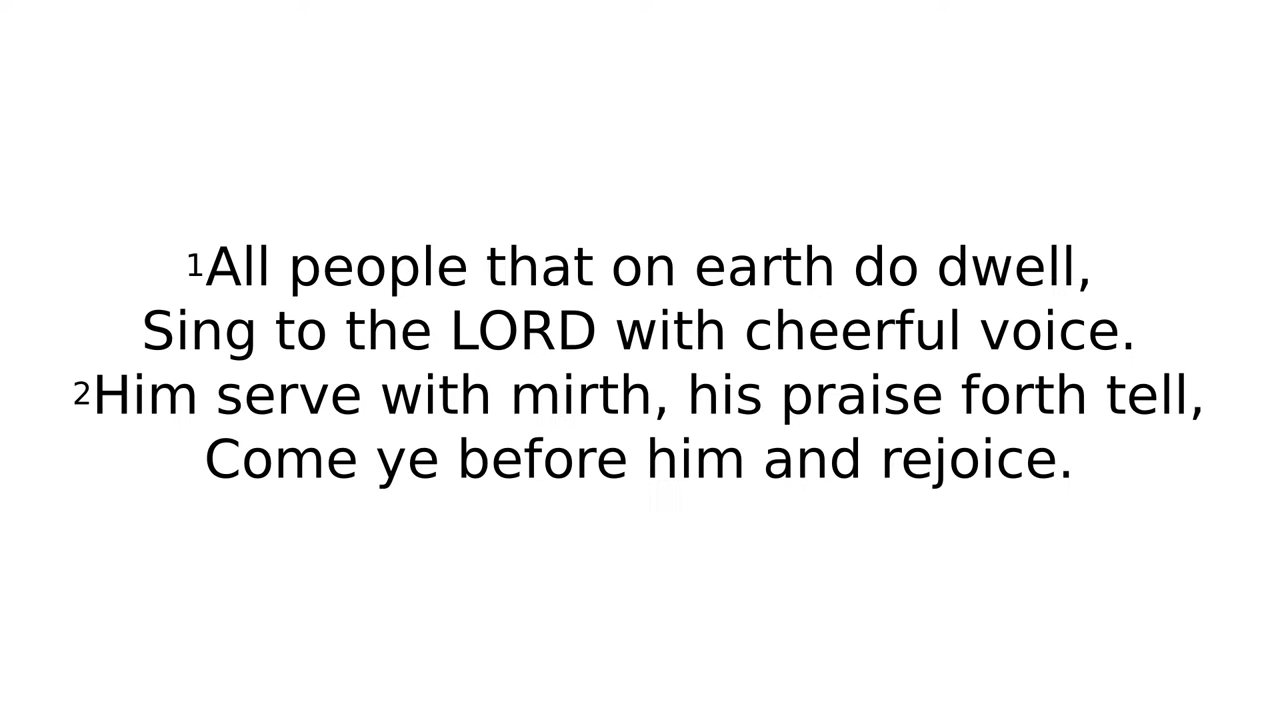 1All people that on earth do dwell,
Sing to the LORD with cheerful voice.
2Him serve with mirth, his praise forth tell,
Come ye before him and rejoice.